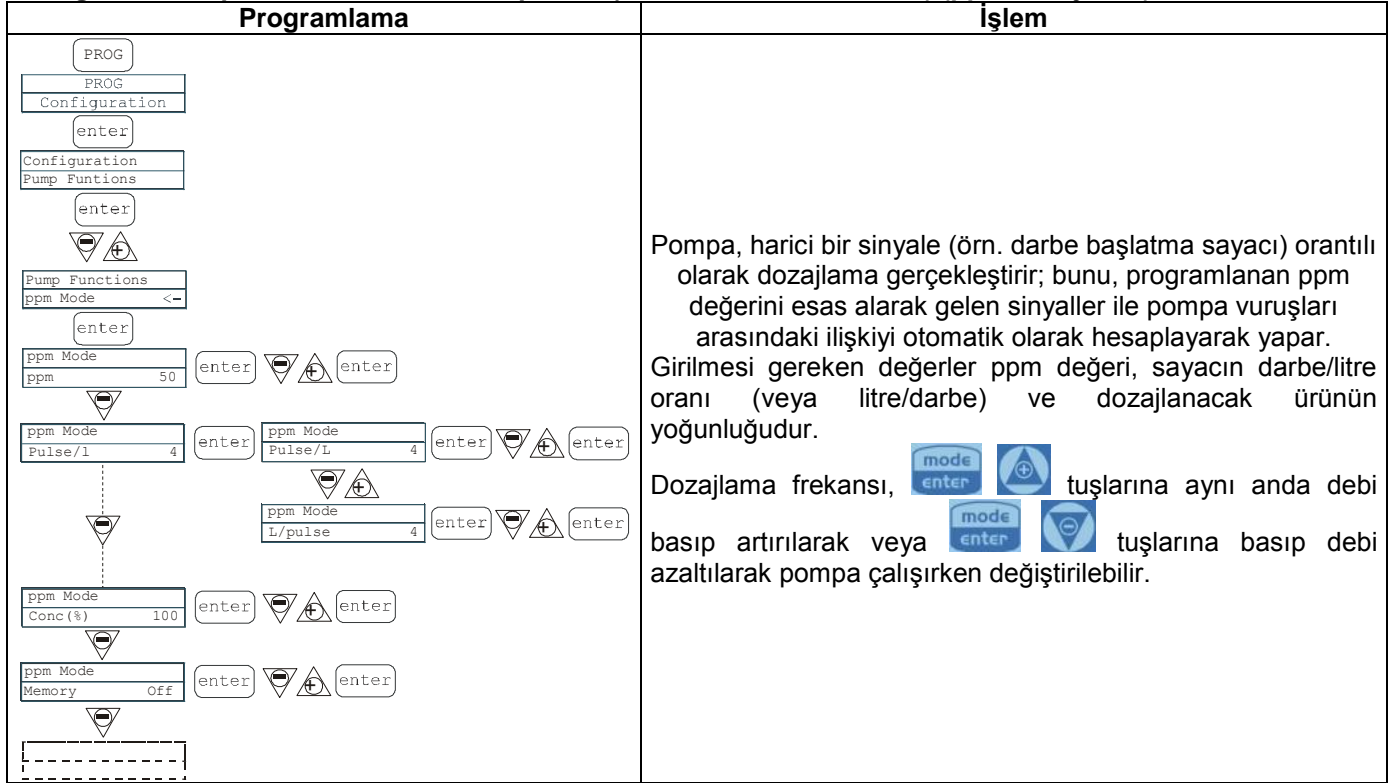 Programlama
İşlem
PROG
PROG
Configuration
enter
Configuration
Pump Funtions
enter
Pump Functions
ppm Mode <-
enter
ppm Mode
ppm 50
enter
enter
ppm Mode
Pulse/l 4
enter
ppm Mode
Pulse/L 4
enter
enter
ppm Mode
L/pulse 4
enter
enter
ppm Mode
Conc(%) 100
enter
enter
ppm Mode
Memory Off
enter
enter
Pompa, harici bir sinyale (örn. darbe başlatma sayacı) orantılı
olarak dozajlama gerçekleştirir; bunu, programlanan ppm
değerini esas alarak gelen sinyaller ile pompa vuruşları
arasındaki ilişkiyi otomatik olarak hesaplayarak yapar.
Girilmesi gereken değerler ppm değeri, sayacın darbe/litre
oranı (veya litre/darbe) ve dozajlanacak ürünün
yoğunluğudur.
Dozajlama frekansı, mode enter tuşlarına aynı anda debi
basıp artırılarak veya mode enter tuşlarına basıp debi
azaltılarak pompa çalışırken değiştirilebilir.